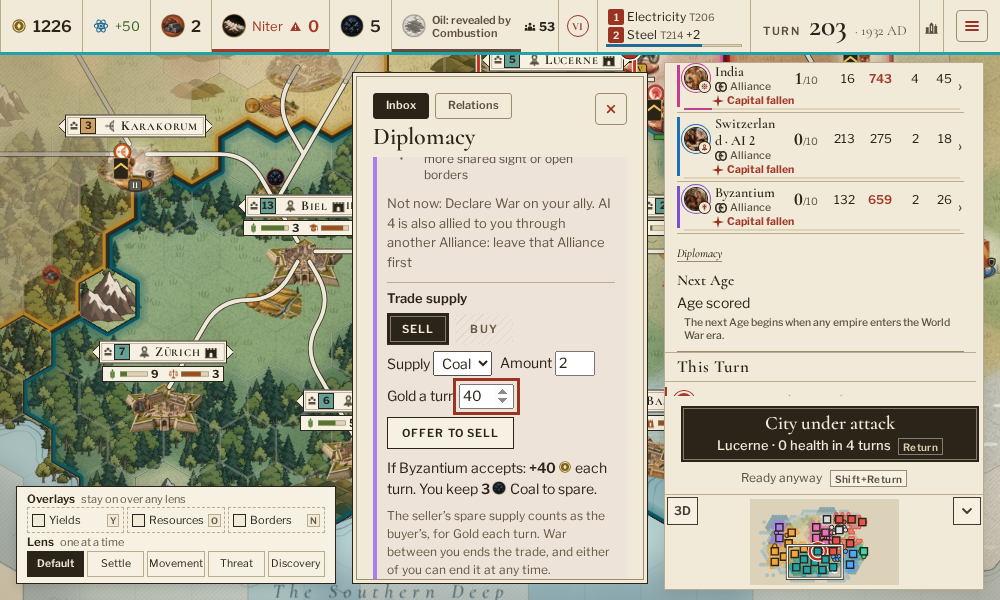 1226
+50
2
Niter ▲ 0
5
Oil: revealed by
Combustion
53
VI
1 Electricity T206
2 Steel T214 +2
TURN 203 · 1932 AD
5 LUCERNE
3 KARAKORUM
13 BIEL
3
7 ZÜRICH
9 3
6
Inbox
Relations
×
Diplomacy
more shared sight or open
borders
Not now: Declare War on your ally. AI
4 is also allied to you through
another Alliance: leave that Alliance
first
Trade supply
SELL
BUY
Supply Coal Amount 2
Gold a turn 40
OFFER TO SELL
If Byzantium accepts: +40 each
turn. You keep 3 Coal to spare.
The seller's spare supply counts as the
buyer's, for Gold each turn. War
between you ends the trade, and either
of you can end it at any time.
India
Alliance
Capital fallen
1/10 16 743 4 45 ›
Switzerlan
d · AI 2
Alliance
Capital fallen
0/10 213 275 2 18 ›
Byzantium
Alliance
Capital fallen
0/10 132 659 2 26 ›
Diplomacy
Next Age
Age scored
The next Age begins when any empire enters the World
War era.
This Turn
City under attack
Lucerne · 0 health in 4 turns Return
Ready anyway Shift+Return
3D
Overlays stay on over any lens
Yields Y
Resources O
Borders N
Lens one at a time
Default
Settle
Movement
Threat
Discovery
The Southern Deep